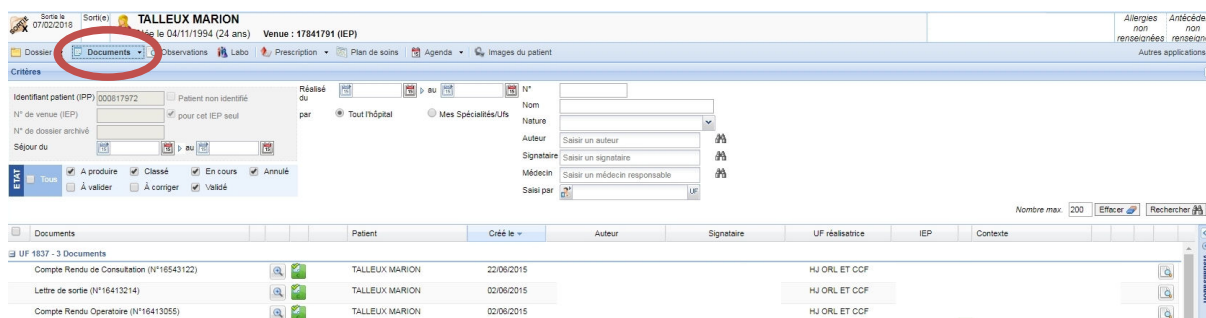 Sortie le Sorti(e) TALLEUX MARION Allergies Antécéde
07/02/2018 Née le 04/11/1994 (24 ans) Venue : 17841791 (IEP) non non
renseignées renseign
Dossier Documents Observations Labo Prescription Plan de soins Agenda Images du patient Autres applications
Critères
Identifiant patient (IPP) 000817972 Patient non identifié Réalisé du au N°
N° de venue (IEP) pour cet IEP seul par Tout l'hôpital Mes Spécialités/Ufs Nom
N° de dossier archivé Nature
Séjour du au Auteur Saisir un auteur
Signataire Saisir un signataire
ETAT Tous A produire Classé En cours Annulé Médecin Saisir un médecin responsable
À valider À corriger Validé Saisi par UF
Nombre max. 200 Effacer Rechercher
Documents Patient Créé le Auteur Signataire UF réalisatrice IEP Contexte
UF 1837 - 3 Documents
Compte Rendu de Consultation (N°16543122) TALLEUX MARION 22/06/2015 HJ ORL ET CCF
Lettre de sortie (N°16413214) TALLEUX MARION 02/06/2015 HJ ORL ET CCF
Compte Rendu Operatoire (N°16413055) TALLEUX MARION 02/06/2015 HJ ORL ET CCF